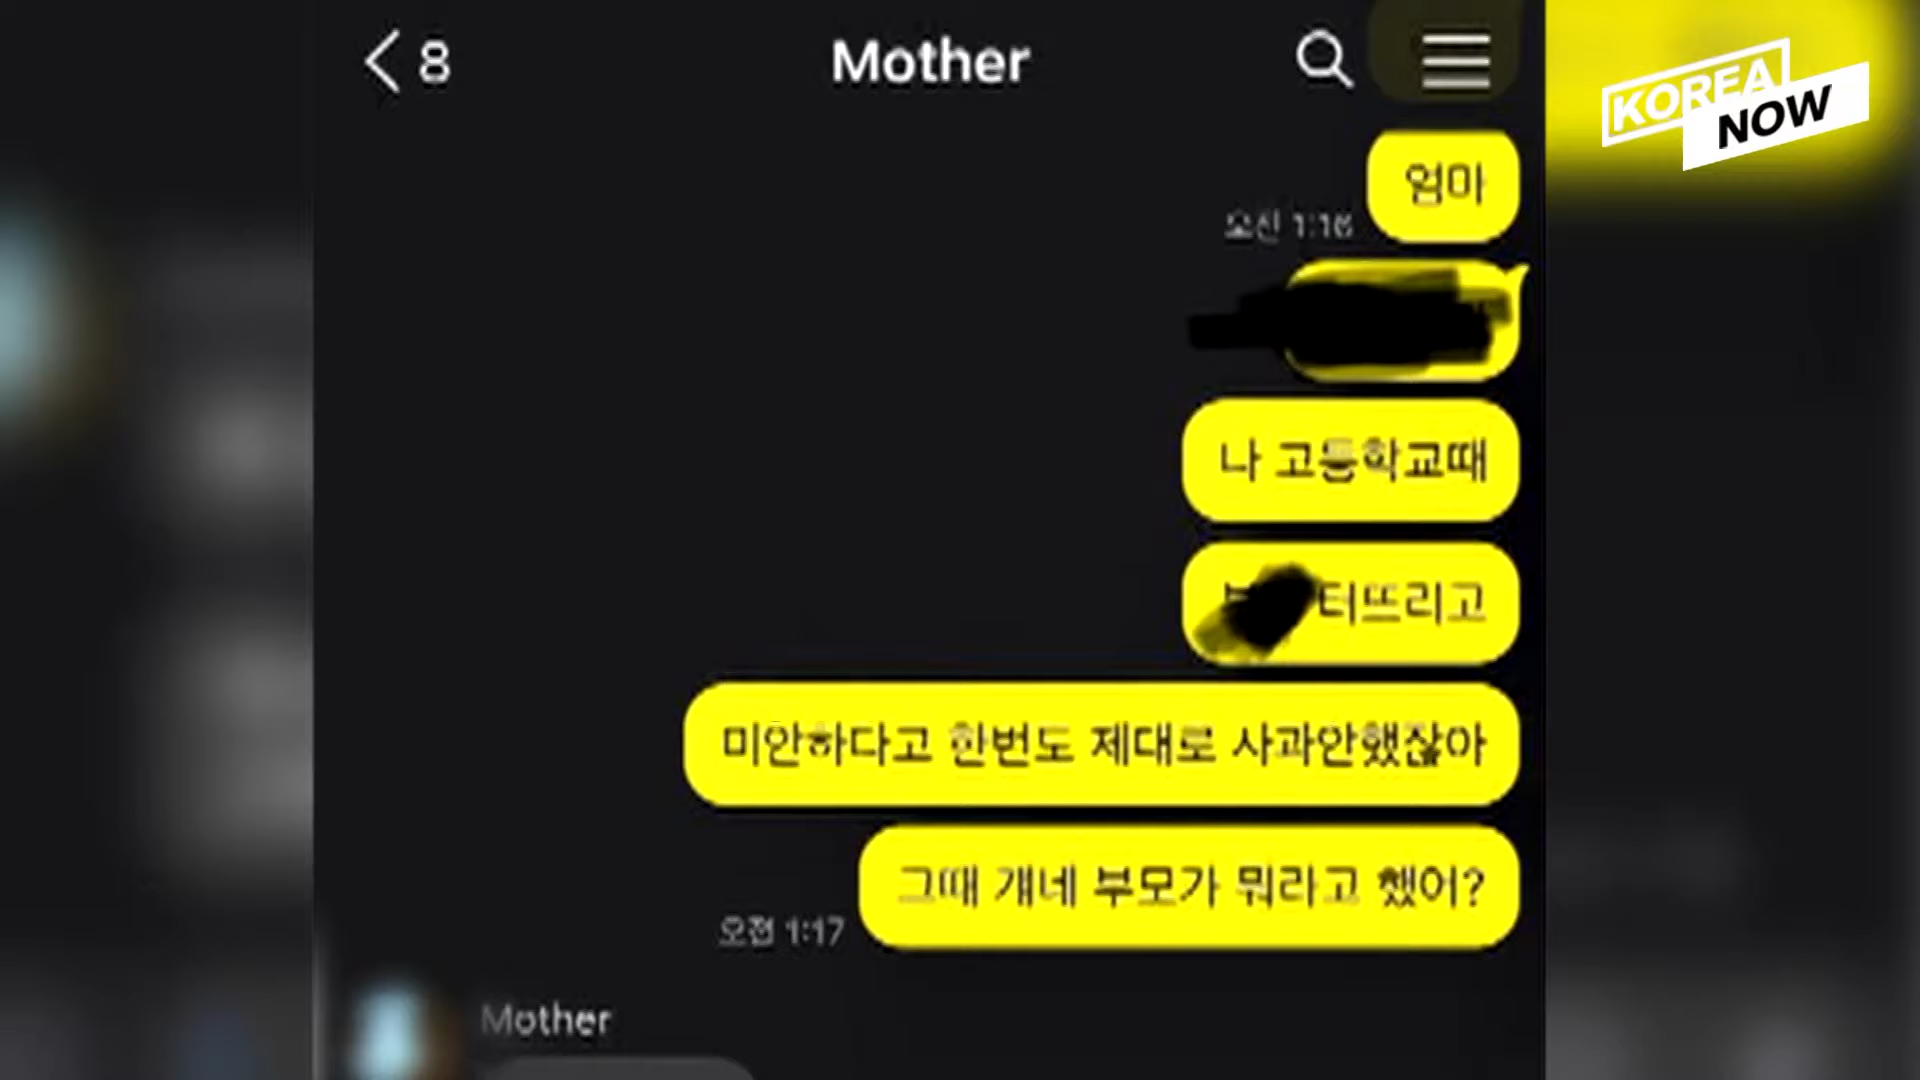 8 Mother
KOREA
NOW
엄마
오전 1:16
나 고등학교때
터뜨리고
미안하다고 한번도 제대로 사과안했잖아
그때 걔네 부모가 뭐라고 했어?
오전 1:17
Mother